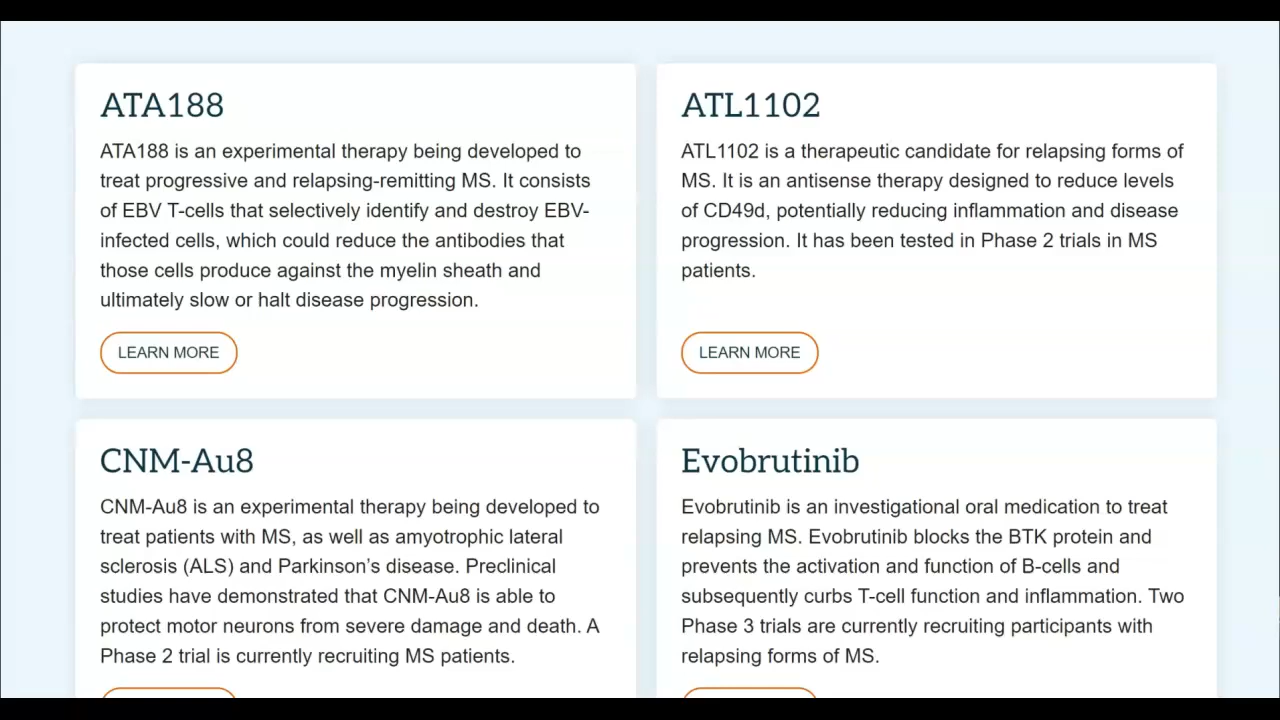 ATA188
ATA188 is an experimental therapy being developed to
treat progressive and relapsing-remitting MS. It consists
of EBV T-cells that selectively identify and destroy EBV-
infected cells, which could reduce the antibodies that
those cells produce against the myelin sheath and
ultimately slow or halt disease progression.
LEARN MORE
ATL1102
ATL1102 is a therapeutic candidate for relapsing forms of
MS. It is an antisense therapy designed to reduce levels
of CD49d, potentially reducing inflammation and disease
progression. It has been tested in Phase 2 trials in MS
patients.
LEARN MORE
CNM-Au8
CNM-Au8 is an experimental therapy being developed to
treat patients with MS, as well as amyotrophic lateral
sclerosis (ALS) and Parkinson’s disease. Preclinical
studies have demonstrated that CNM-Au8 is able to
protect motor neurons from severe damage and death. A
Phase 2 trial is currently recruiting MS patients.
Evobrutinib
Evobrutinib is an investigational oral medication to treat
relapsing MS. Evobrutinib blocks the BTK protein and
prevents the activation and function of B-cells and
subsequently curbs T-cell function and inflammation. Two
Phase 3 trials are currently recruiting participants with
relapsing forms of MS.